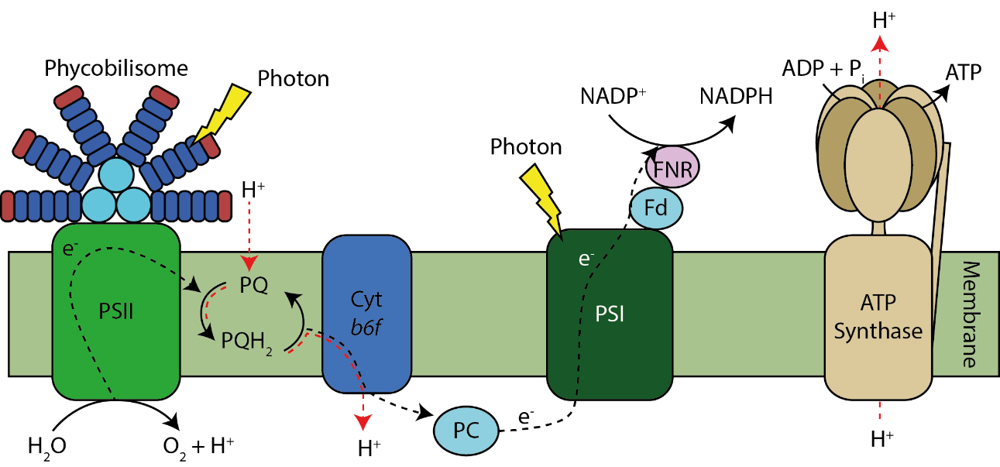 H⁺
Phycobilisome
Photon
ADP + Pᵢ
ATP
NADP⁺
NADPH
Photon
FNR
H⁺
Fd
e⁻
e⁻
PQ
PSII
Cyt
b6f
PSI
ATP
Synthase
Membrane
PQH₂
e⁻
PC
H₂O
O₂ + H⁺
H⁺
H⁺